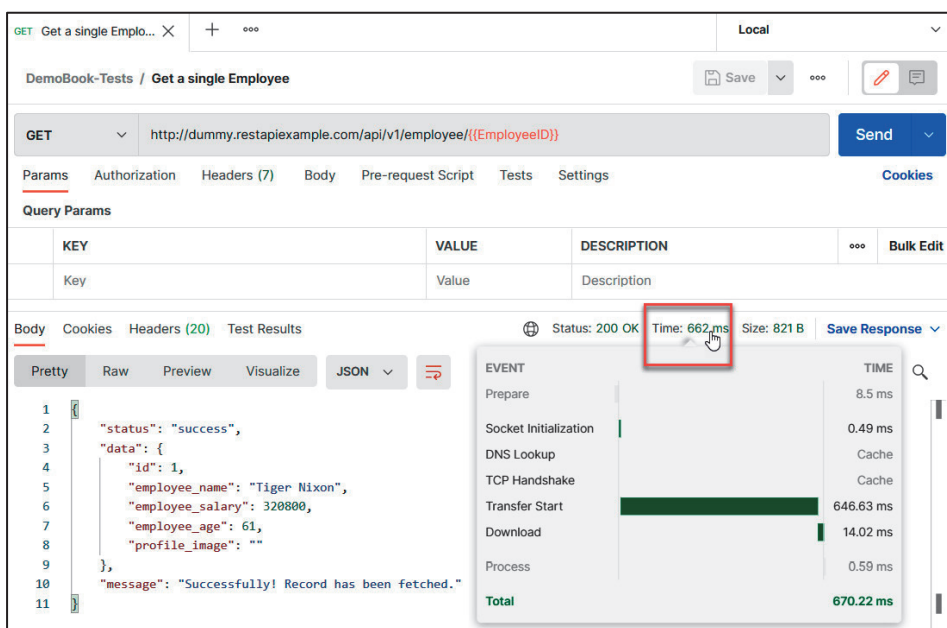 GET Get a single Emplo... Local
DemoBook-Tests / Get a single Employee Save
GET http://dummy.restapiexample.com/api/v1/employee/{{EmployeeID}} Send
Params Authorization Headers (7) Body Pre-request Script Tests Settings Cookies
Query Params
KEY VALUE DESCRIPTION Bulk Edit
Key Value Description
Body Cookies Headers (20) Test Results Status: 200 OK Time: 662 ms Size: 821 B Save Response
Pretty Raw Preview Visualize JSON
EVENT TIME
Prepare 8.5 ms
Socket Initialization 0.49 ms
DNS Lookup Cache
TCP Handshake Cache
Transfer Start 646.63 ms
Download 14.02 ms
Process 0.59 ms
Total 670.22 ms
1 {
2 "status": "success",
3 "data": {
4 "id": 1,
5 "employee_name": "Tiger Nixon",
6 "employee_salary": 320800,
7 "employee_age": 61,
8 "profile_image": ""
9 },
10 "message": "Successfully! Record has been fetched."
11 }